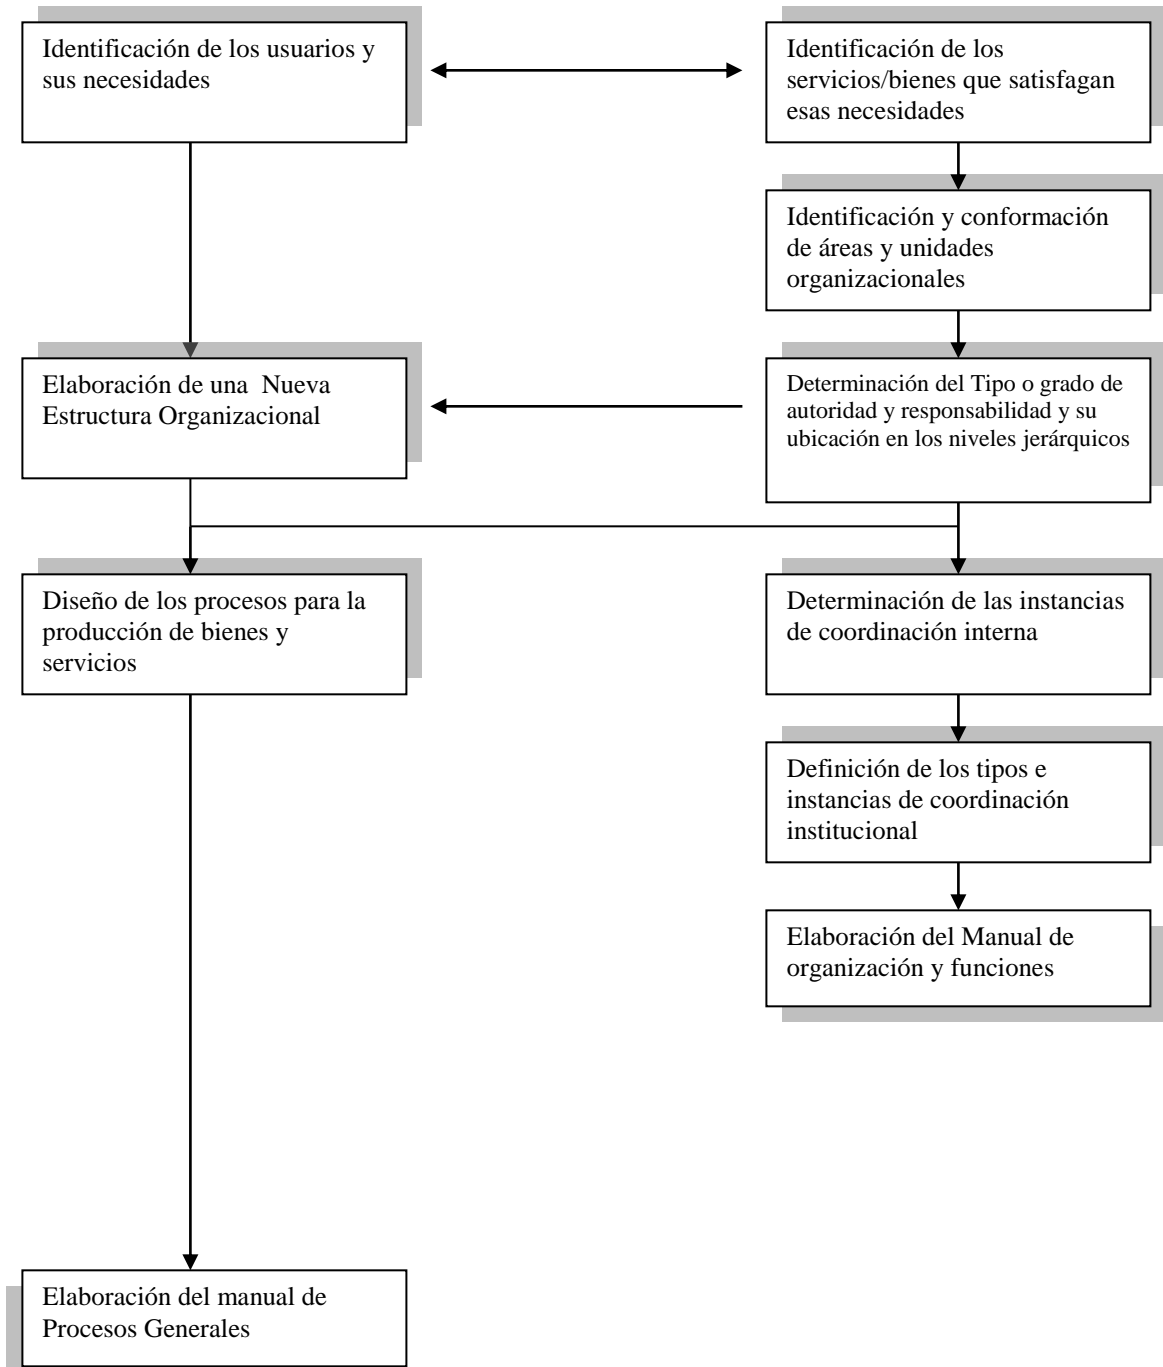 Identificación de los usuarios y
sus necesidades
Identificación de los
servicios/bienes que satisfagan
esas necesidades
Identificación y conformación
de áreas y unidades
organizacionales
Elaboración de una  Nueva
Estructura Organizacional
Determinación del Tipo o grado de
autoridad y responsabilidad y su
ubicación en los niveles jerárquicos
Diseño de los procesos para la
producción de bienes y
servicios
Determinación de las instancias
de coordinación interna
Definición de los tipos e
instancias de coordinación
institucional
Elaboración del Manual de
organización y funciones
Elaboración del manual de
Procesos Generales